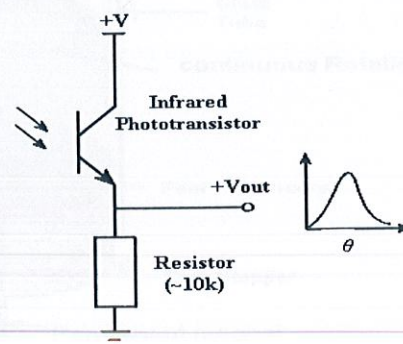 +V
Infrared
Phototransistor
+Vout
θ
Resistor
(~10k)